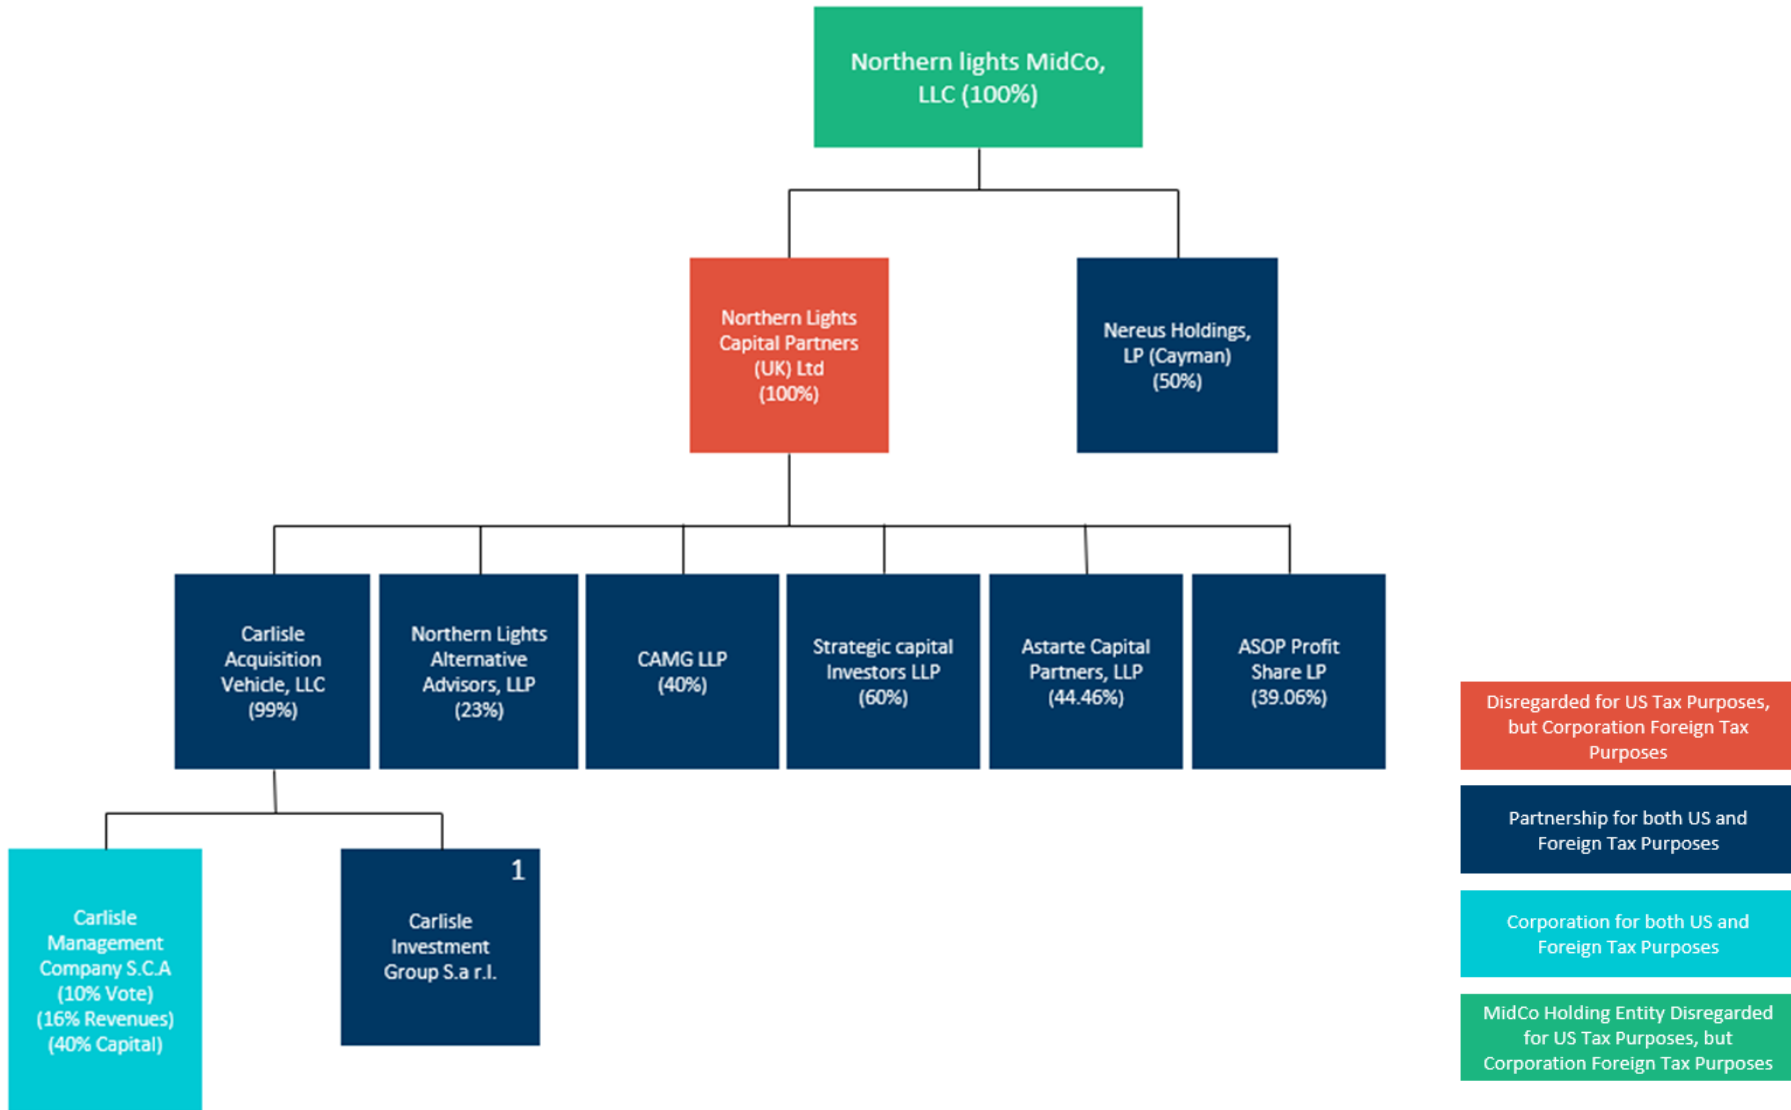 Northern lights MidCo,
LLC (100%)
Northern Lights
Capital Partners
(UK) Ltd
(100%)
Nereus Holdings,
LP (Cayman)
(50%)
Carlisle
Acquisition
Vehicle, LLC
(99%)
Northern Lights
Alternative
Advisors, LLP
(23%)
CAMG LLP
(40%)
Strategic capital
Investors LLP
(60%)
Astarte Capital
Partners, LLP
(44.46%)
ASOP Profit
Share LP
(39.06%)
Carlisle
Management
Company S.C.A
(10% Vote)
(16% Revenues)
(40% Capital)
1
Carlisle
Investment
Group S.a r.l.
Disregarded for US Tax Purposes,
but Corporation Foreign Tax
Purposes
Partnership for both US and
Foreign Tax Purposes
Corporation for both US and
Foreign Tax Purposes
MidCo Holding Entity Disregarded
for US Tax Purposes, but
Corporation Foreign Tax Purposes